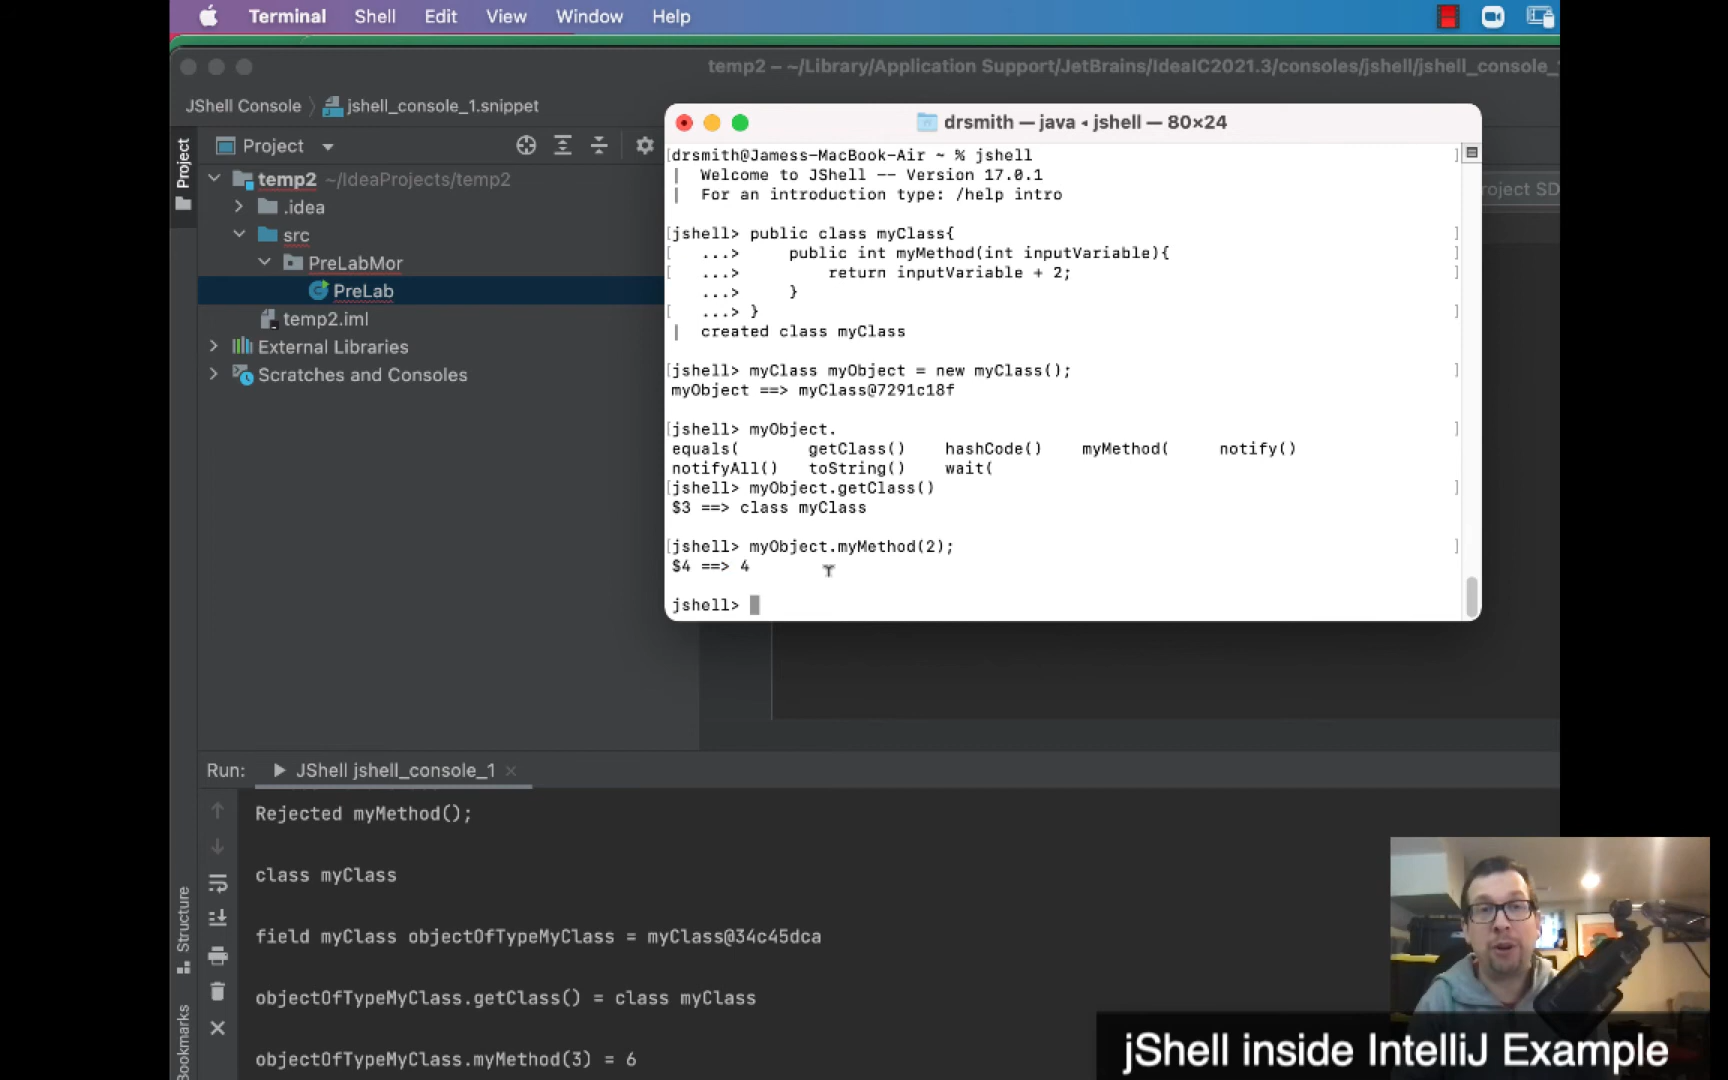 Terminal Shell Edit View Window Help
temp2 – ~/Library/Application Support/JetBrains/IdeaIC2021.3/consoles/jshell/jshell_console_1
JShell Console jshell_console_1.snippet
Project
Project
temp2 ~/IdeaProjects/temp2
.idea
src
PreLabMor
PreLab
temp2.iml
External Libraries
Scratches and Consoles
roject SD
drsmith — java ◂ jshell — 80×24
[drsmith@Jamess-MacBook-Air ~ % jshell ]
| Welcome to JShell -- Version 17.0.1
| For an introduction type: /help intro
[jshell> public class myClass{ ]
[ ...> public int myMethod(int inputVariable){ ]
[ ...> return inputVariable + 2; ]
[ ...> } ]
[ ...> } ]
| created class myClass
[jshell> myClass myObject = new myClass(); ]
myObject ==> myClass@7291c18f
[jshell> myObject. ]
equals( getClass() hashCode() myMethod( notify()
notifyAll() toString() wait(
[jshell> myObject.getClass() ]
$3 ==> class myClass
[jshell> myObject.myMethod(2); ]
$4 ==> 4
jshell>
Run: JShell jshell_console_1
Rejected myMethod();
class myClass
field myClass objectOfTypeMyClass = myClass@34c45dca
objectOfTypeMyClass.getClass() = class myClass
objectOfTypeMyClass.myMethod(3) = 6
Structure
Bookmarks
jShell inside IntelliJ Example